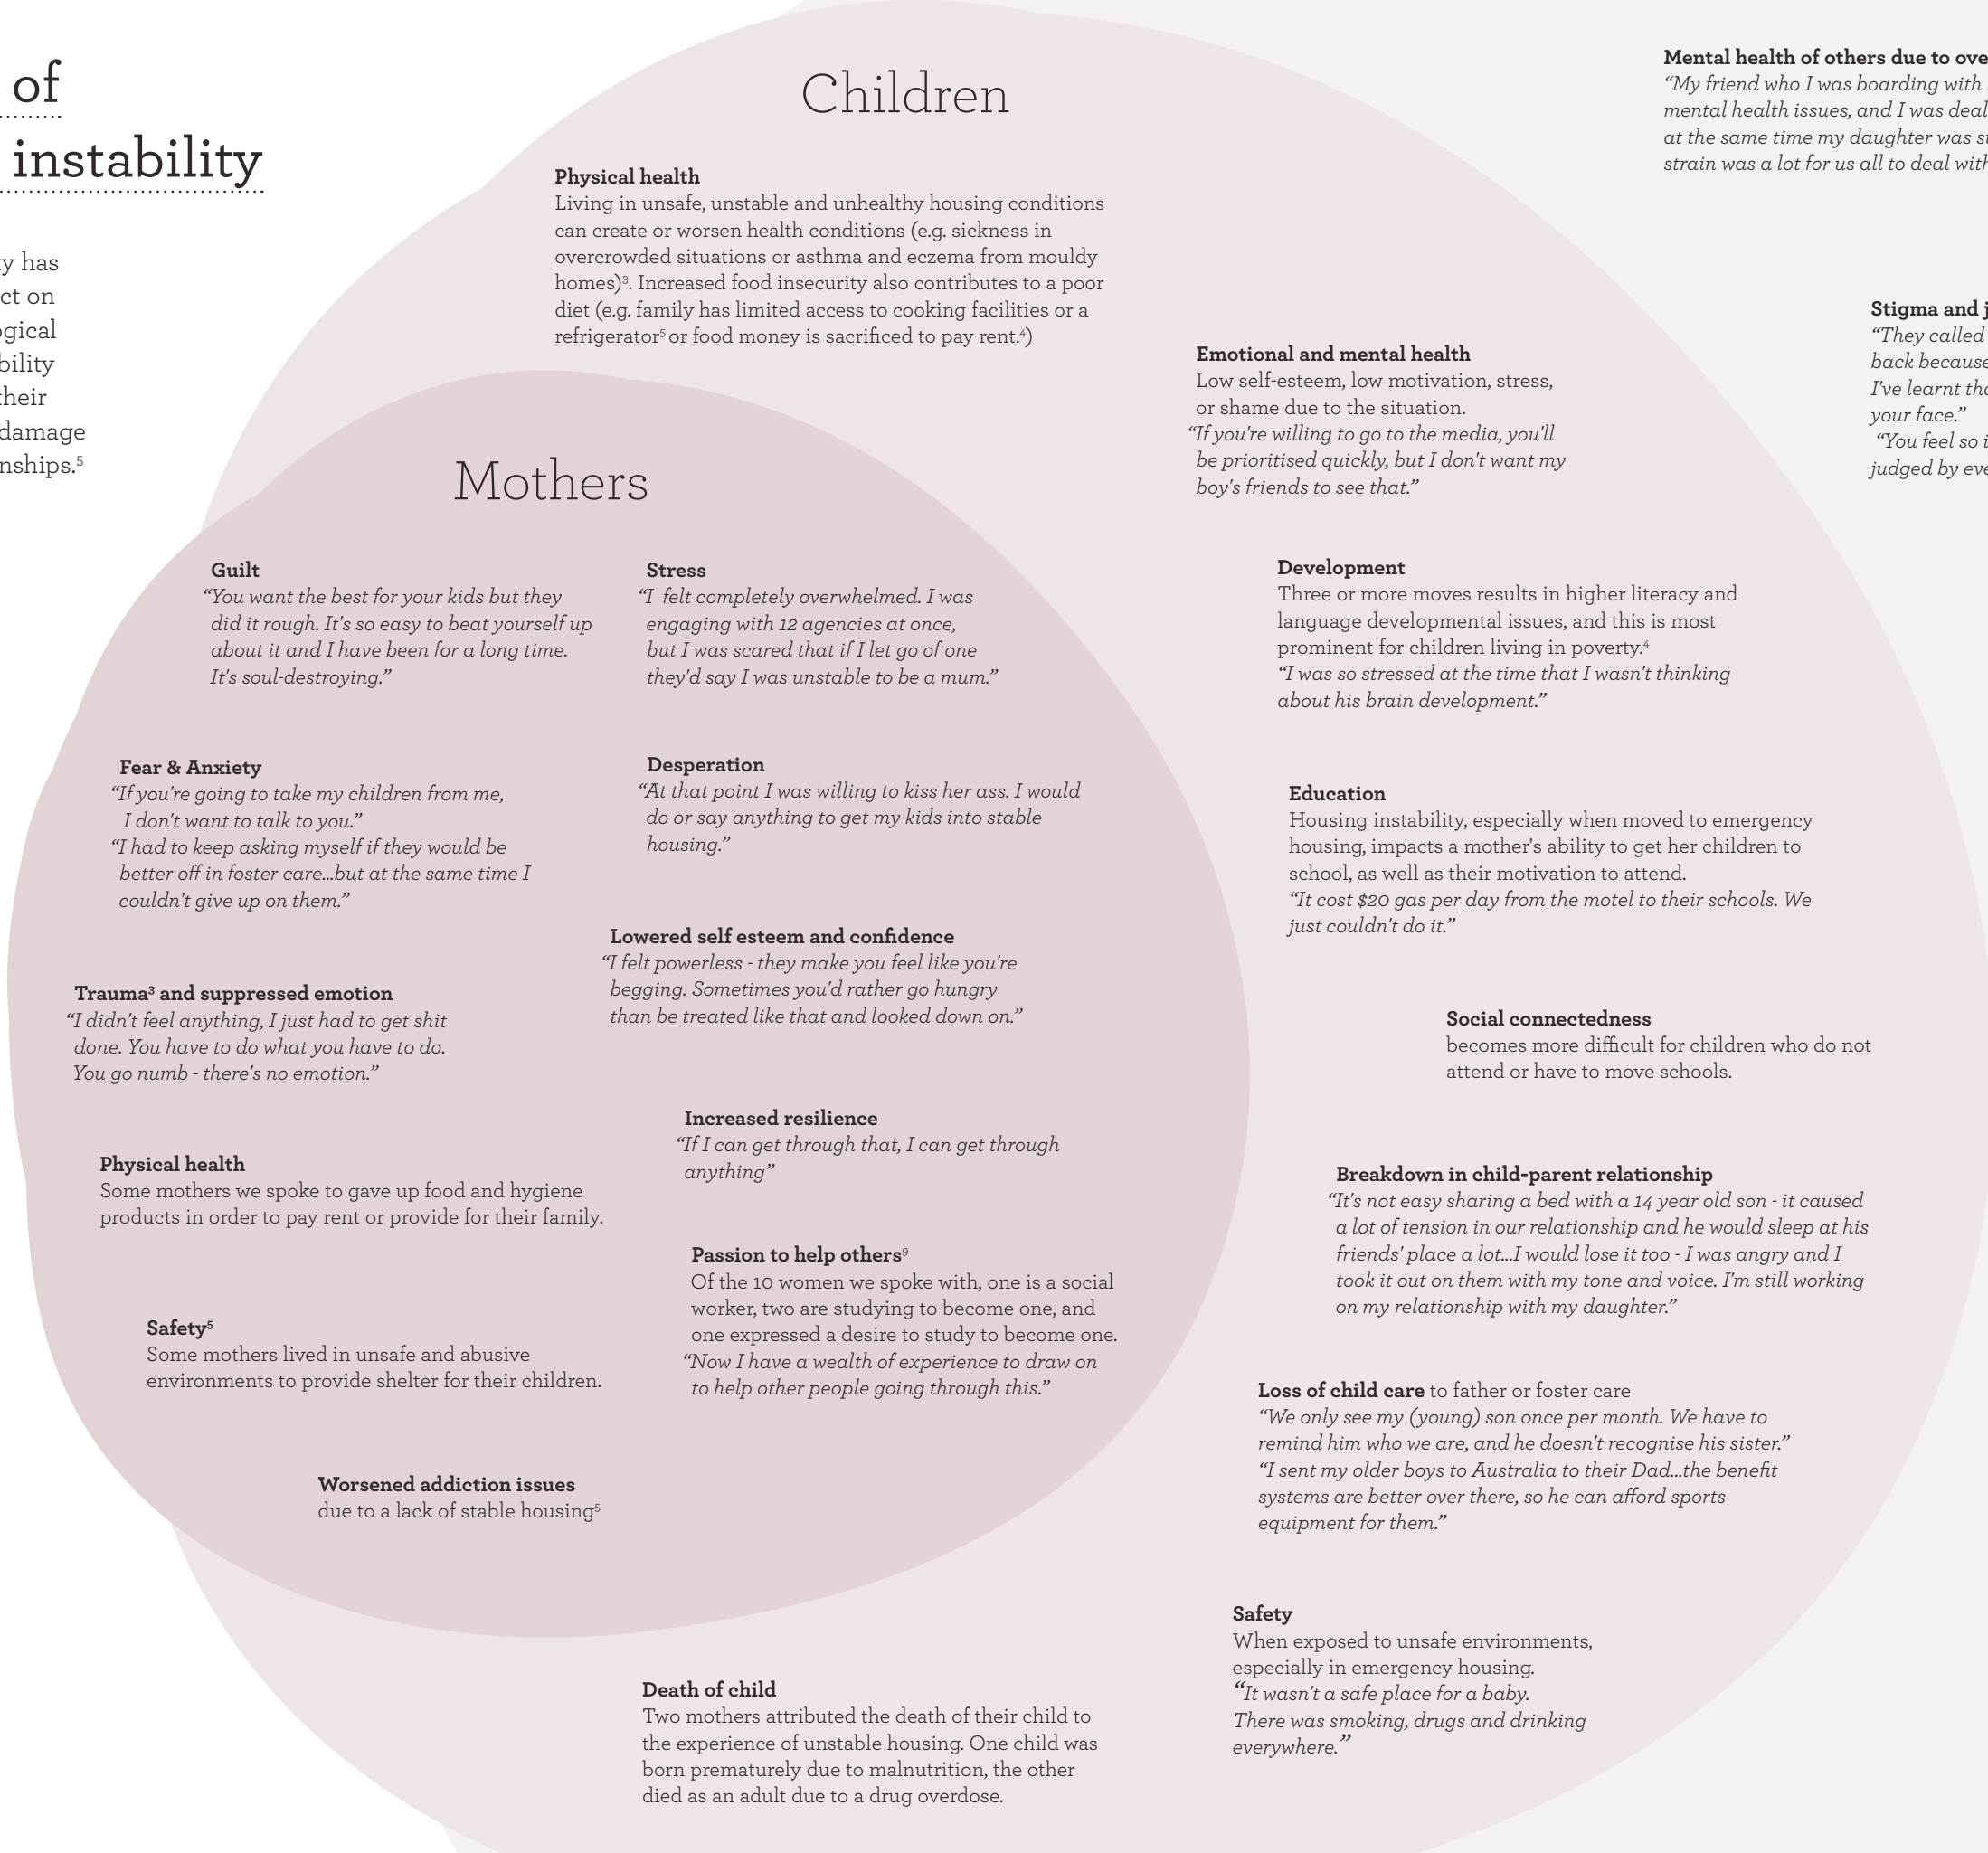 of
instability
y has
ct on
ogical
bility
their
damage
nships.⁵
Children
Physical health
Living in unsafe, unstable and unhealthy housing conditions
can create or worsen health conditions (e.g. sickness in
overcrowded situations or asthma and eczema from mouldy
homes)³. Increased food insecurity also contributes to a poor
diet (e.g. family has limited access to cooking facilities or a
refrigerator⁵ or food money is sacrificed to pay rent.⁴)
Emotional and mental health
Low self-esteem, low motivation, stress,
or shame due to the situation.
“If you're willing to go to the media, you'll
be prioritised quickly, but I don't want my
boy's friends to see that.”
Development
Three or more moves results in higher literacy and
language developmental issues, and this is most
prominent for children living in poverty.⁴
“I was so stressed at the time that I wasn't thinking
about his brain development.”
Education
Housing instability, especially when moved to emergency
housing, impacts a mother's ability to get her children to
school, as well as their motivation to attend.
“It cost $20 gas per day from the motel to their schools. We
just couldn't do it.”
Social connectedness
becomes more difficult for children who do not
attend or have to move schools.
Breakdown in child-parent relationship
“It's not easy sharing a bed with a 14 year old son - it caused
a lot of tension in our relationship and he would sleep at his
friends' place a lot...I would lose it too - I was angry and I
took it out on them with my tone and voice. I'm still working
on my relationship with my daughter.”
Loss of child care to father or foster care
“We only see my (young) son once per month. We have to
remind him who we are, and he doesn't recognise his sister.”
“I sent my older boys to Australia to their Dad...the benefit
systems are better over there, so he can afford sports
equipment for them.”
Safety
When exposed to unsafe environments,
especially in emergency housing.
“It wasn't a safe place for a baby.
There was smoking, drugs and drinking
everywhere.”
Death of child
Two mothers attributed the death of their child to
the experience of unstable housing. One child was
born prematurely due to malnutrition, the other
died as an adult due to a drug overdose.
Mothers
Guilt
“You want the best for your kids but they
did it rough. It's so easy to beat yourself up
about it and I have been for a long time.
It's soul-destroying.”
Stress
“I felt completely overwhelmed. I was
engaging with 12 agencies at once,
but I was scared that if I let go of one
they'd say I was unstable to be a mum.”
Fear & Anxiety
“If you're going to take my children from me,
I don't want to talk to you.”
“I had to keep asking myself if they would be
better off in foster care...but at the same time I
couldn't give up on them.”
Desperation
“At that point I was willing to kiss her ass. I would
do or say anything to get my kids into stable
housing.”
Lowered self esteem and confidence
“I felt powerless - they make you feel like you're
begging. Sometimes you'd rather go hungry
than be treated like that and looked down on.”
Trauma³ and suppressed emotion
“I didn't feel anything, I just had to get shit
done. You have to do what you have to do.
You go numb - there's no emotion.”
Increased resilience
“If I can get through that, I can get through
anything”
Physical health
Some mothers we spoke to gave up food and hygiene
products in order to pay rent or provide for their family.
Passion to help others⁹
Of the 10 women we spoke with, one is a social
worker, two are studying to become one, and
one expressed a desire to study to become one.
“Now I have a wealth of experience to draw on
to help other people going through this.”
Safety⁵
Some mothers lived in unsafe and abusive
environments to provide shelter for their children.
Worsened addiction issues
due to a lack of stable housing⁵
Mental health of others due to ove
“My friend who I was boarding with
mental health issues, and I was deal
at the same time my daughter was s
strain was a lot for us all to deal with
Stigma and j
“They called
back because
I've learnt tha
your face.”
“You feel so i
judged by eve